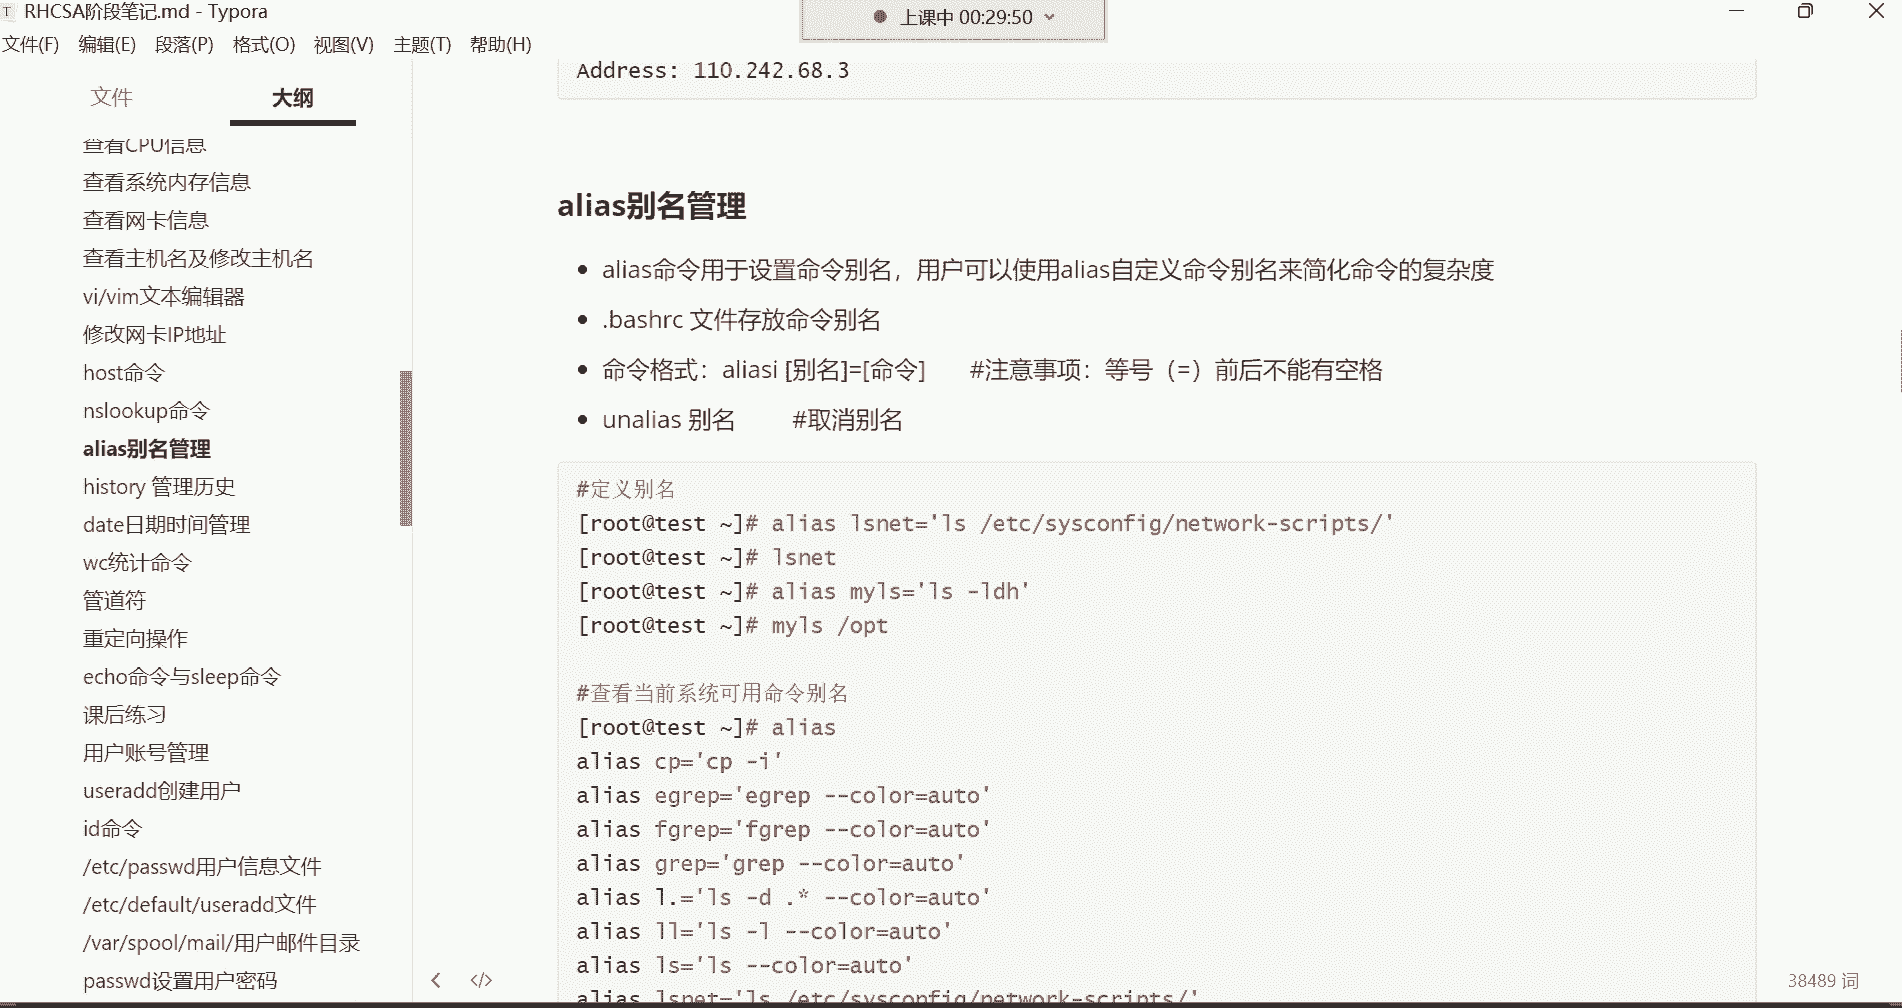 RHCSA阶段笔记.md - Typora
上课中 00:29:50
文件(F) 编辑(E) 段落(P) 格式(O) 视图(V) 主题(T) 帮助(H)
文件 大纲
查看CPU信息
查看系统内存信息
查看网卡信息
查看主机名及修改主机名
vi/vim文本编辑器
修改网卡IP地址
host命令
nslookup命令
alias别名管理
history 管理历史
date日期时间管理
wc统计命令
管道符
重定向操作
echo命令与sleep命令
课后练习
用户账号管理
useradd创建用户
id命令
/etc/passwd用户信息文件
/etc/default/useradd文件
/var/spool/mail/用户邮件目录
passwd设置用户密码
Address: 110.242.68.3
alias别名管理
alias命令用于设置命令别名，用户可以使用alias自定义命令别名来简化命令的复杂度
.bashrc 文件存放命令别名
命令格式：aliasi [别名]=[命令] #注意事项：等号（=）前后不能有空格
unalias 别名 #取消别名
#定义别名
[root@test ~]# alias lsnet='ls /etc/sysconfig/network-scripts/'
[root@test ~]# lsnet
[root@test ~]# alias myls='ls -ldh'
[root@test ~]# myls /opt
#查看当前系统可用命令别名
[root@test ~]# alias
alias cp='cp -i'
alias egrep='egrep --color=auto'
alias fgrep='fgrep --color=auto'
alias grep='grep --color=auto'
alias l.='ls -d .* --color=auto'
alias ll='ls -l --color=auto'
alias ls='ls --color=auto'
alias lsnet='ls /etc/sysconfig/network-scripts/'
38489 词